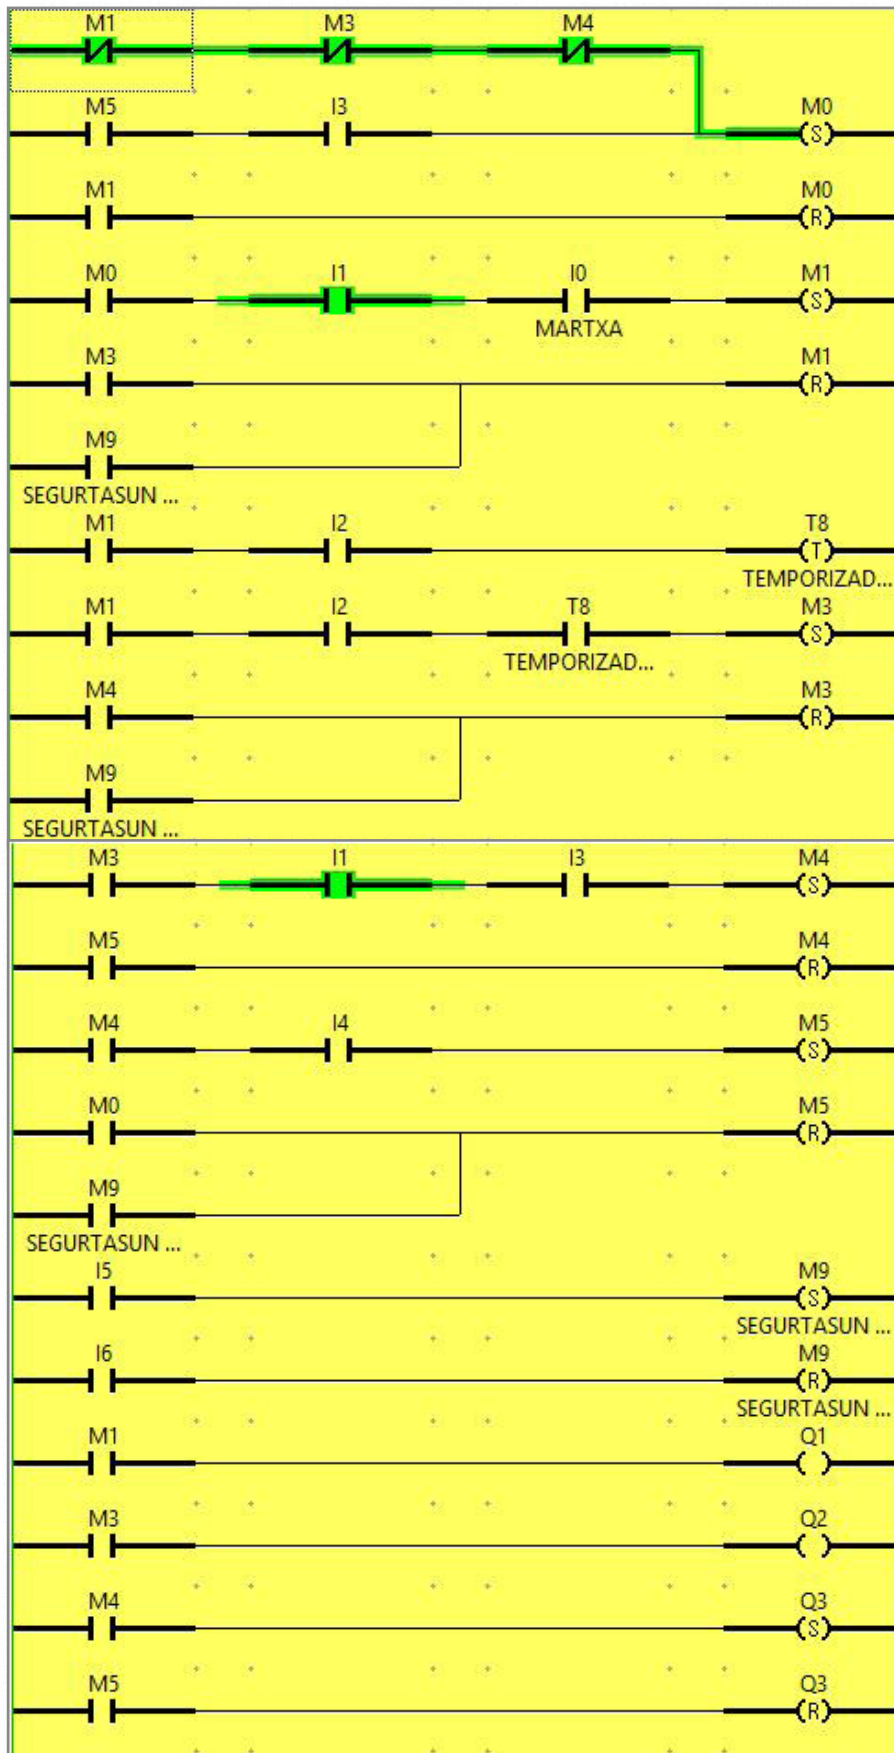 M1 M3 M4
M5 I3 M0
S
M1 M0
R
M0 I1 I0 M1
S
MARTXA
M3 M1
R
M9
SEGURTASUN ...
M1 I2 T8
T
TEMPORIZAD...
M1 I2 T8 M3
S
TEMPORIZAD...
M4 M3
R
M9
SEGURTASUN ...
M3 I1 I3 M4
S
M5 M4
R
M4 I4 M5
S
M0 M5
R
M9
SEGURTASUN ...
I5 M9
S
SEGURTASUN ...
I6 M9
R
SEGURTASUN ...
M1 Q1
M3 Q2
M4 Q3
S
M5 Q3
R